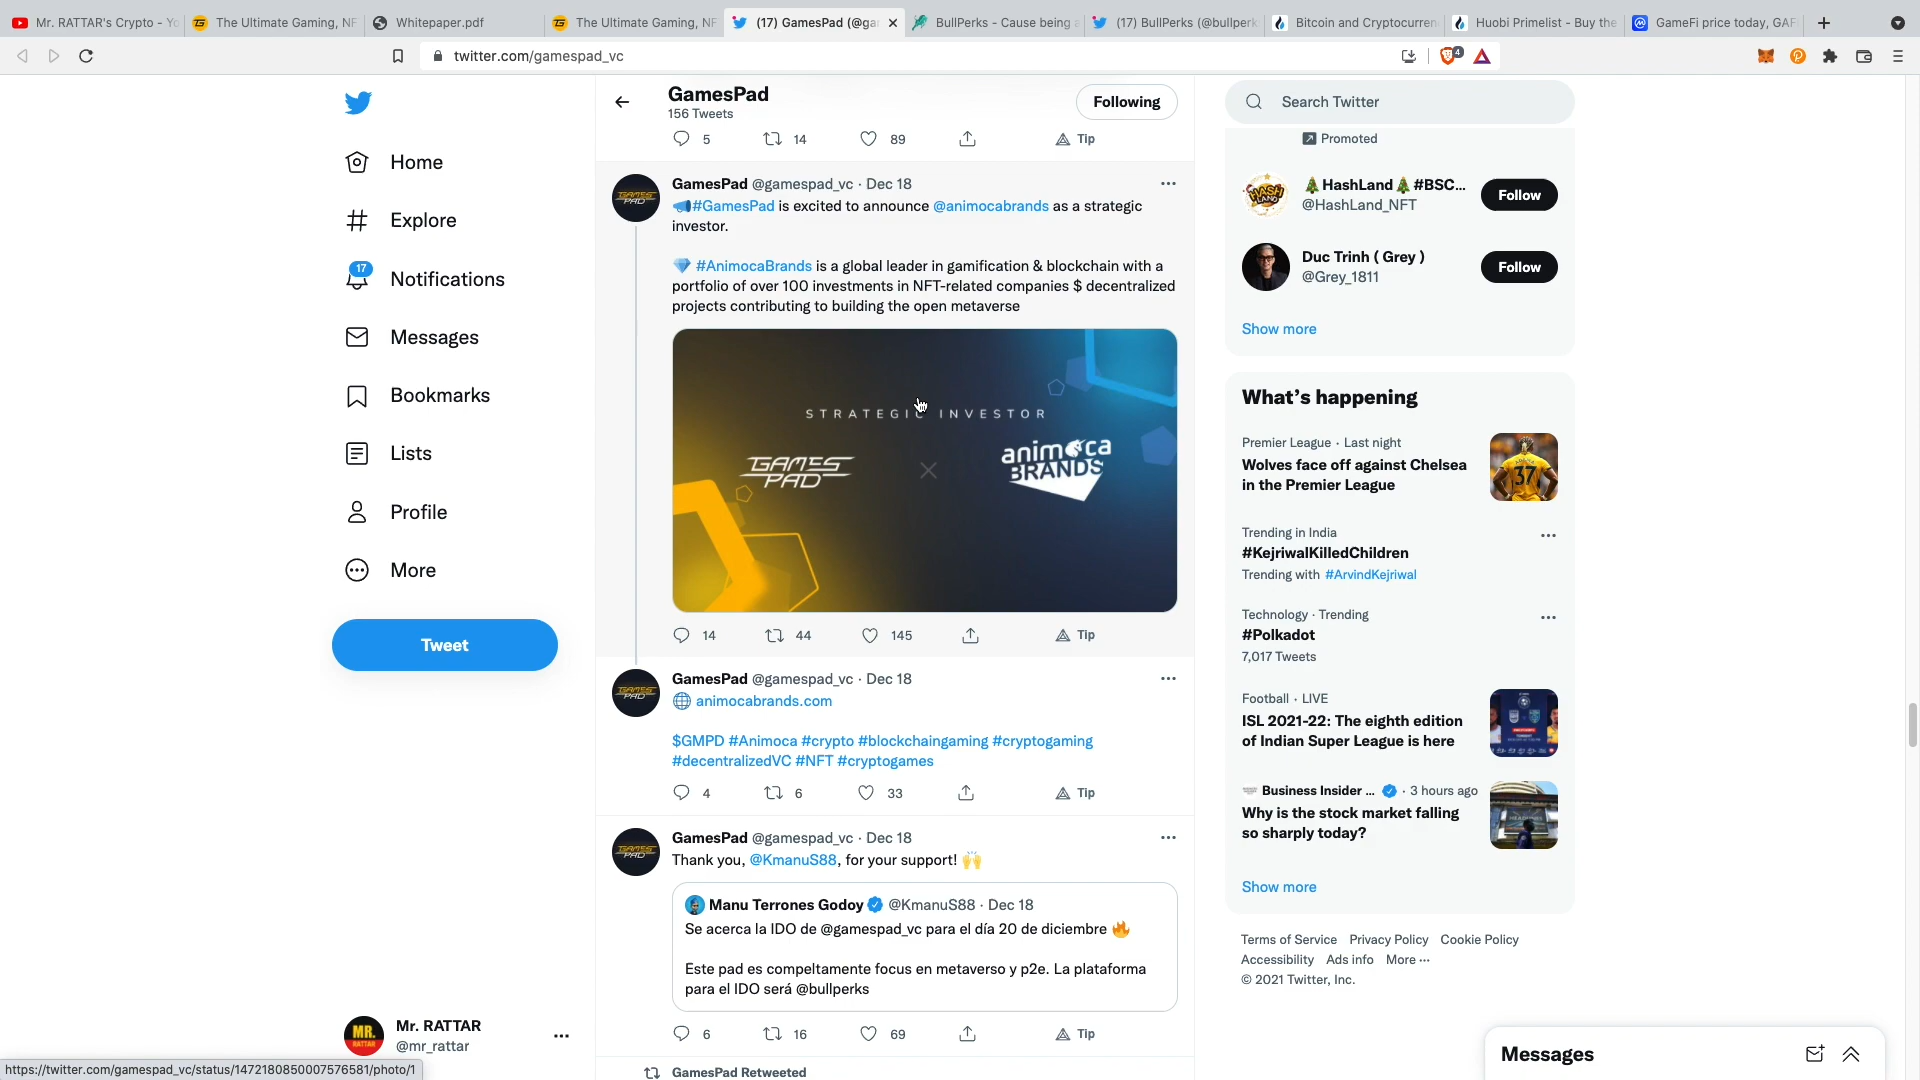 Mr. RATTAR's Crypto - Yo
The Ultimate Gaming, NF
Whitepaper.pdf
The Ultimate Gaming, NF
(17) GamesPad (@ga
BullPerks - Cause being a
(17) BullPerks (@bullperk
Bitcoin and Cryptocurren
Huobi Primelist - Buy the
GameFi price today, GAF
twitter.com/gamespad_vc
4
Home
Explore
17
Notifications
Messages
Bookmarks
Lists
Profile
More
Tweet
MR.
RATTAR
Mr. RATTAR
@mr_rattar
https://twitter.com/gamespad_vc/status/1472180850007576581/photo/1
GamesPad
156 Tweets
Following
5 14 89 Tip
GamesPad @gamespad_vc · Dec 18
#GamesPad is excited to announce @animocabrands as a strategic
investor.
#AnimocaBrands is a global leader in gamification & blockchain with a
portfolio of over 100 investments in NFT-related companies $ decentralized
projects contributing to building the open metaverse
STRATEGIC INVESTOR
GAMES
PAD
animoca
BRANDS
14 44 145 Tip
GamesPad @gamespad_vc · Dec 18
animocabrands.com
$GMPD #Animoca #crypto #blockchaingaming #cryptogaming
#decentralizedVC #NFT #cryptogames
4 6 33 Tip
GamesPad @gamespad_vc · Dec 18
Thank you, @KmanuS88, for your support!
Manu Terrones Godoy @KmanuS88 · Dec 18
Se acerca la IDO de @gamespad_vc para el día 20 de diciembre
Este pad es compeltamente focus en metaverso y p2e. La plataforma
para el IDO será @bullperks
6 16 69 Tip
GamesPad Retweeted
Search Twitter
Promoted
HASH
LAND
HashLand #BSC...
@HashLand_NFT
Follow
Duc Trinh ( Grey )
@Grey_1811
Follow
Show more
What's happening
Premier League · Last night
Wolves face off against Chelsea
in the Premier League
37
Trending in India
#KejriwalKilledChildren
Trending with #ArvindKejriwal
Technology · Trending
#Polkadot
7,017 Tweets
Football · LIVE
ISL 2021-22: The eighth edition
of Indian Super League is here
Business Insider ... · 3 hours ago
Why is the stock market falling
so sharply today?
Show more
Terms of Service Privacy Policy Cookie Policy
Accessibility Ads info More ...
© 2021 Twitter, Inc.
Messages